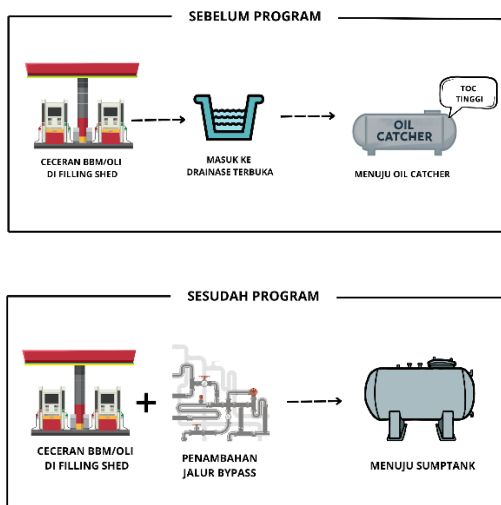 SEBELUM PROGRAM
TOC
TINGGI
OIL
CATCHER
CECERAN BBM/OLI
DI FILLING SHED
MASUK KE
DRAINASE TERBUKA
MENUJU OIL CATCHER
SESUDAH PROGRAM
CECERAN BBM/OLI
DI FILLING SHED
PENAMBAHAN
JALUR BYPASS
MENUJU SUMPTANK